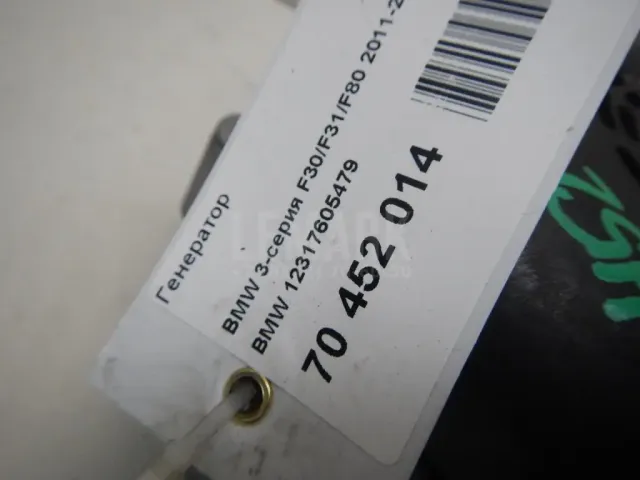 Генератор
BMW 3-серия F30/F31/F80 2011-2
BMW 12317605479
70 452 014